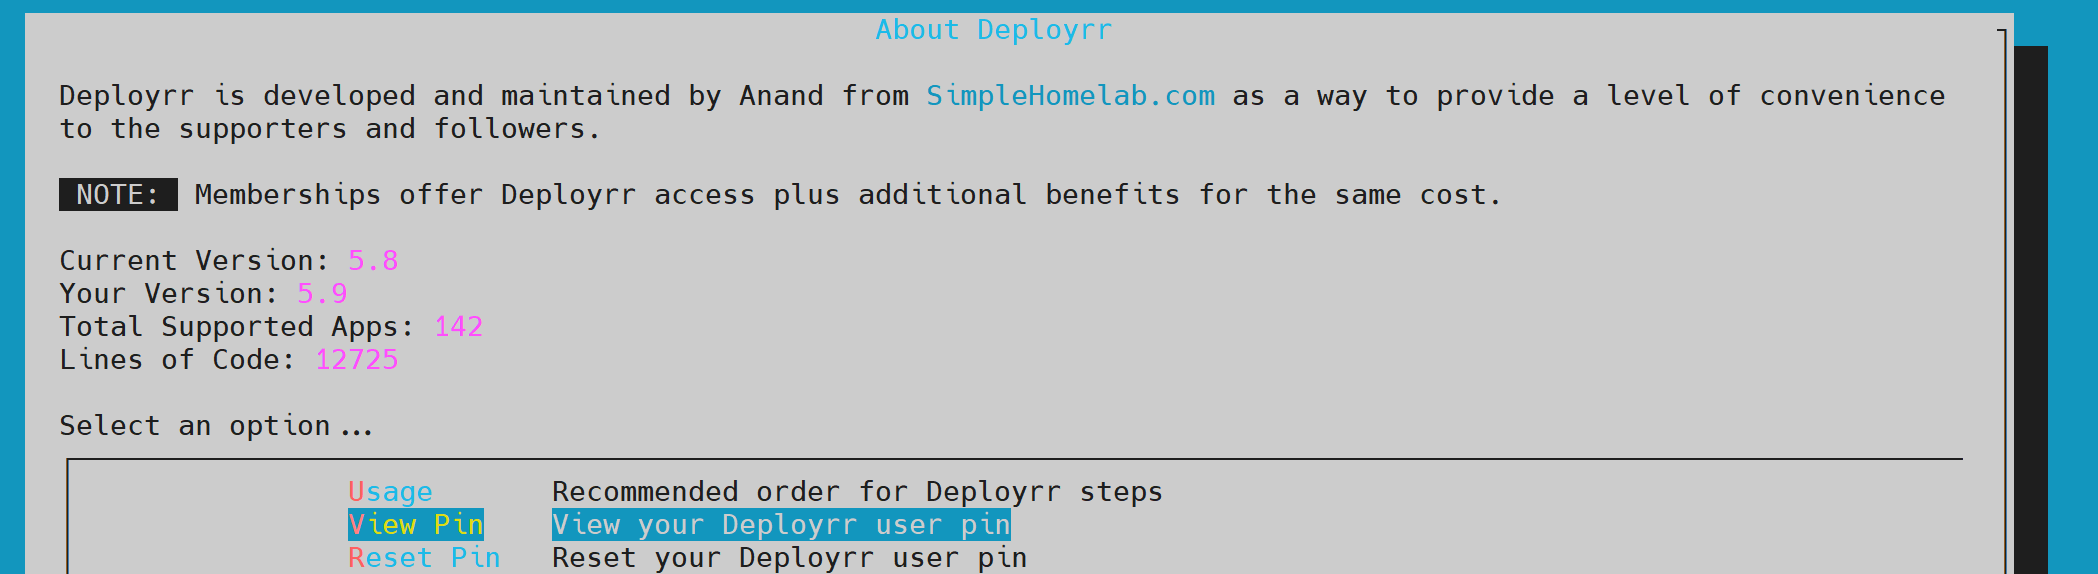 About Deployrr
Deployrr is developed and maintained by Anand from SimpleHomelab.com as a way to provide a level of convenience
to the supporters and followers.
NOTE: Memberships offer Deployrr access plus additional benefits for the same cost.
Current Version: 5.8
Your Version: 5.9
Total Supported Apps: 142
Lines of Code: 12725
Select an option...
Usage Recommended order for Deployrr steps
View Pin View your Deployrr user pin
Reset Pin Reset your Deployrr user pin